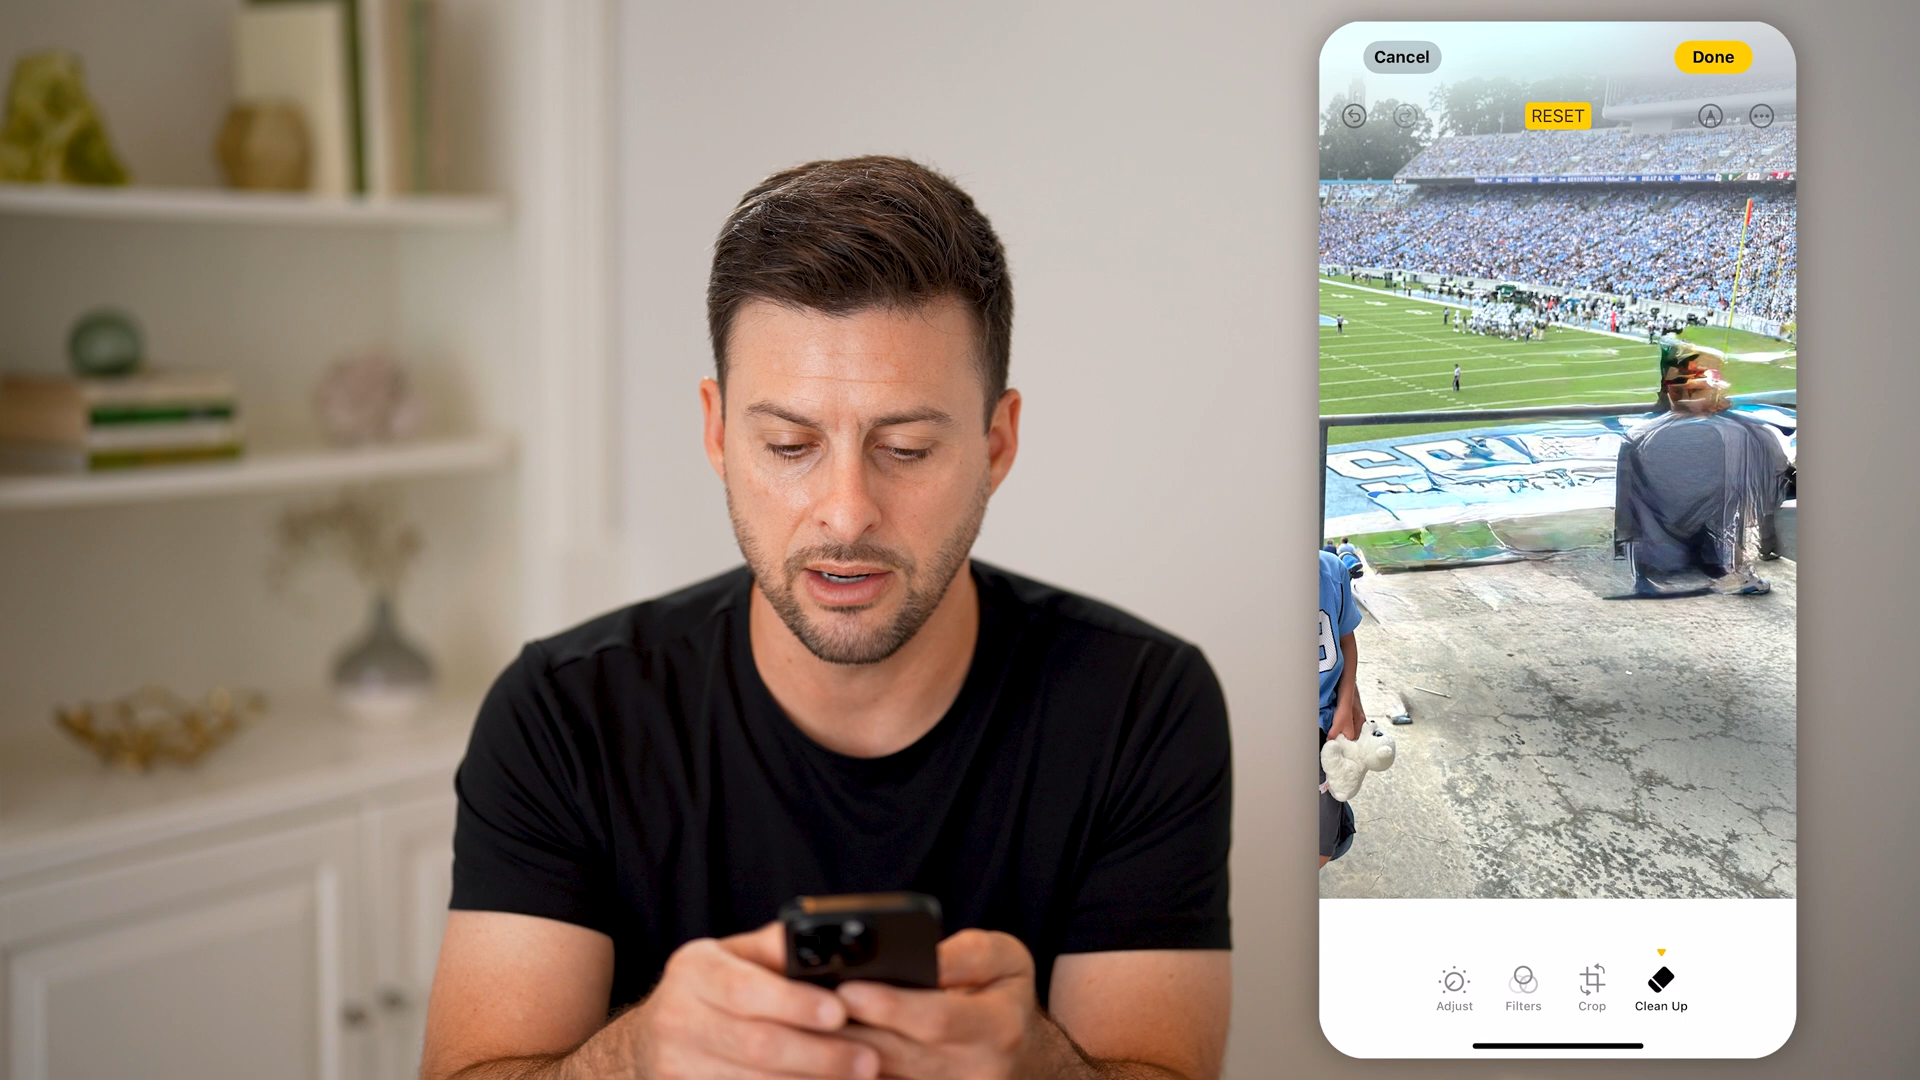 Cancel
Done
RESET
Adjust
Filters
Crop
Clean Up